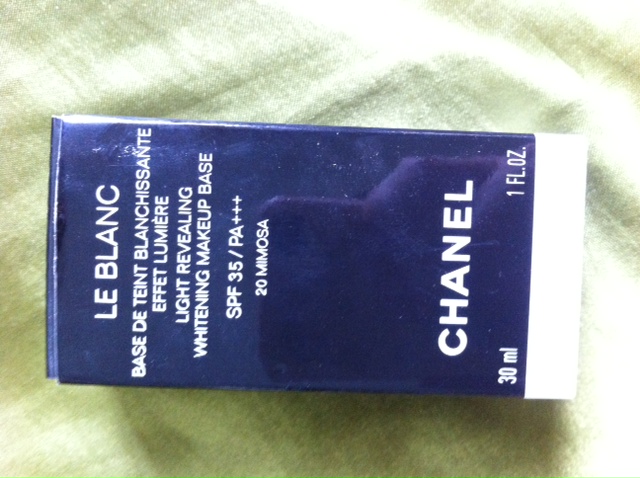 LE BLANC
BASE DE TEINT BLANCHISSANTE
EFFET LUMIÈRE
LIGHT REVEALING
WHITENING MAKEUP BASE
SPF 35 / PA+++
20 MIMOSA
CHANEL
30 ml 1 FL.OZ.